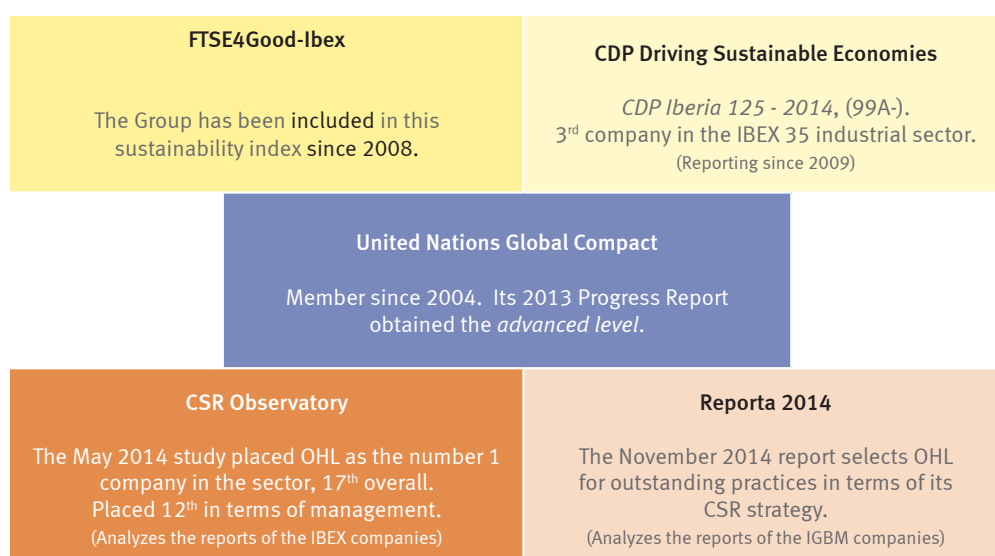 FTSE4Good-Ibex
The Group has been included in this
sustainability index since 2008.
CDP Driving Sustainable Economies
CDP Iberia 125 - 2014, (99A-).
3rd company in the IBEX 35 industrial sector.
(Reporting since 2009)
United Nations Global Compact
Member since 2004. Its 2013 Progress Report
obtained the advanced level.
CSR Observatory
The May 2014 study placed OHL as the number 1
company in the sector, 17th overall.
Placed 12th in terms of management.
(Analyzes the reports of the IBEX companies)
Reporta 2014
The November 2014 report selects OHL
for outstanding practices in terms of its
CSR strategy.
(Analyzes the reports of the IGBM companies)